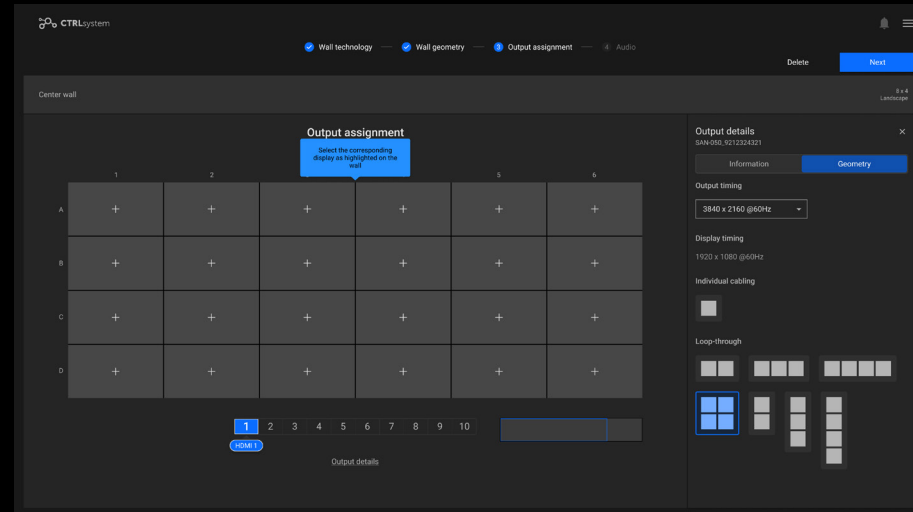 CTRLsystem
Wall technology
Wall geometry
3 Output assignment
4 Audio
Delete
Next
Center wall
8 x 4
Landscape
Output assignment
Select the corresponding
display as highlighted on the
wall
1 2 5 6
A
B
C
D
1 2 3 4 5 6 7 8 9 10
HDMI 1
Output details
Output details
SAN-050_9212324321
Information
Geometry
Output timing
3840 x 2160 @60Hz
Display timing
1920 x 1080 @60Hz
Individual cabling
Loop-through